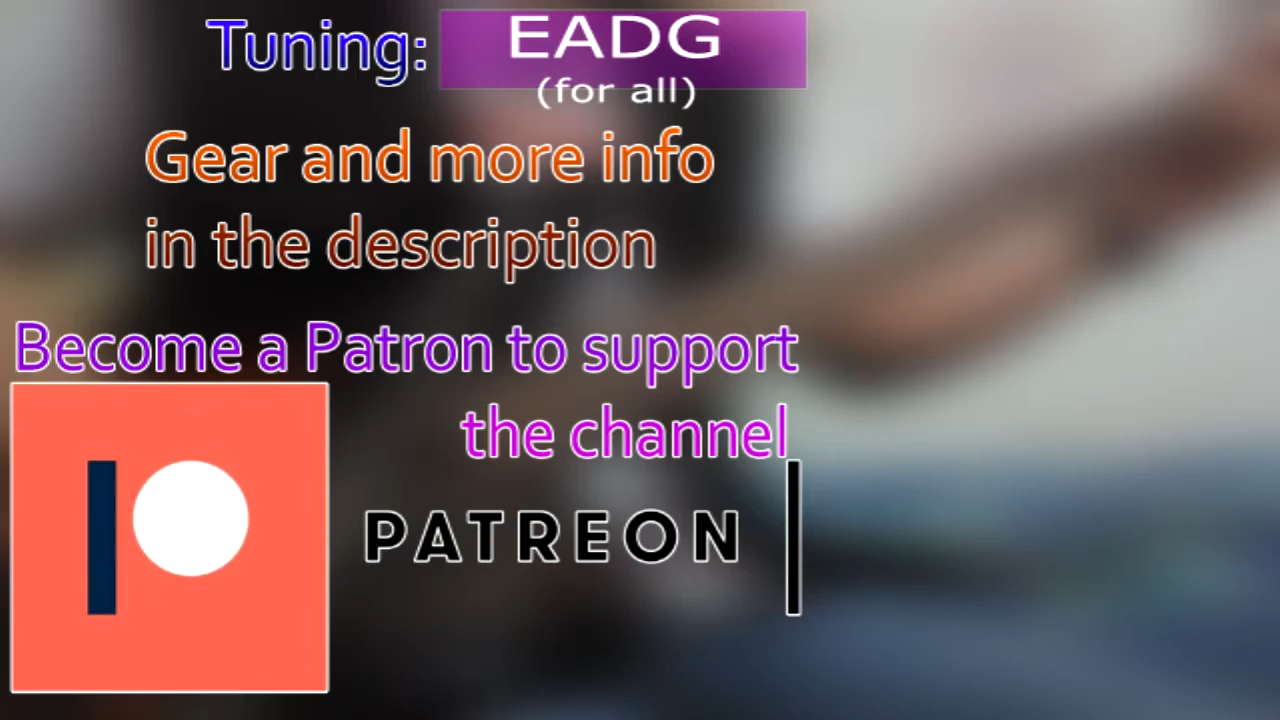 Tuning: EADG
(for all)
Gear and more info
in the description
Become a Patron to support
the channel
PATREON